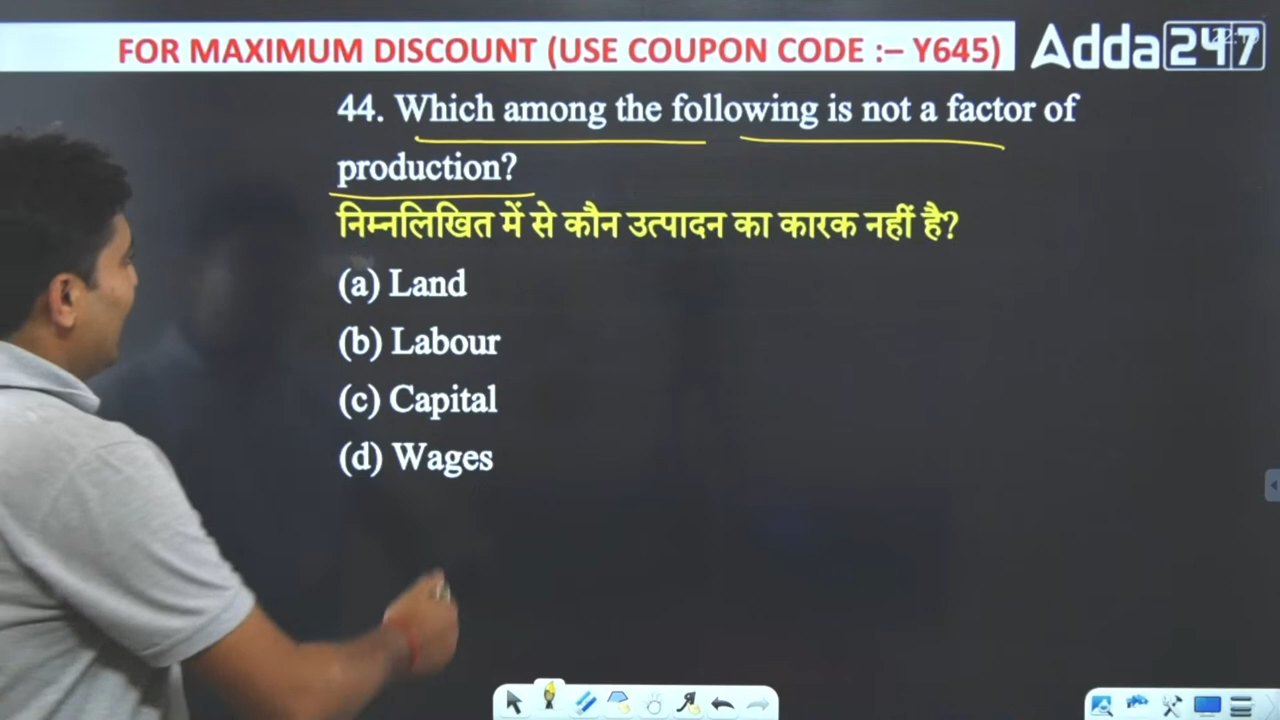 FOR MAXIMUM DISCOUNT (USE COUPON CODE :– Y645)
Adda247
44. Which among the following is not a factor of
production?
निम्नलिखित में से कौन उत्पादन का कारक नहीं है?
(a) Land
(b) Labour
(c) Capital
(d) Wages